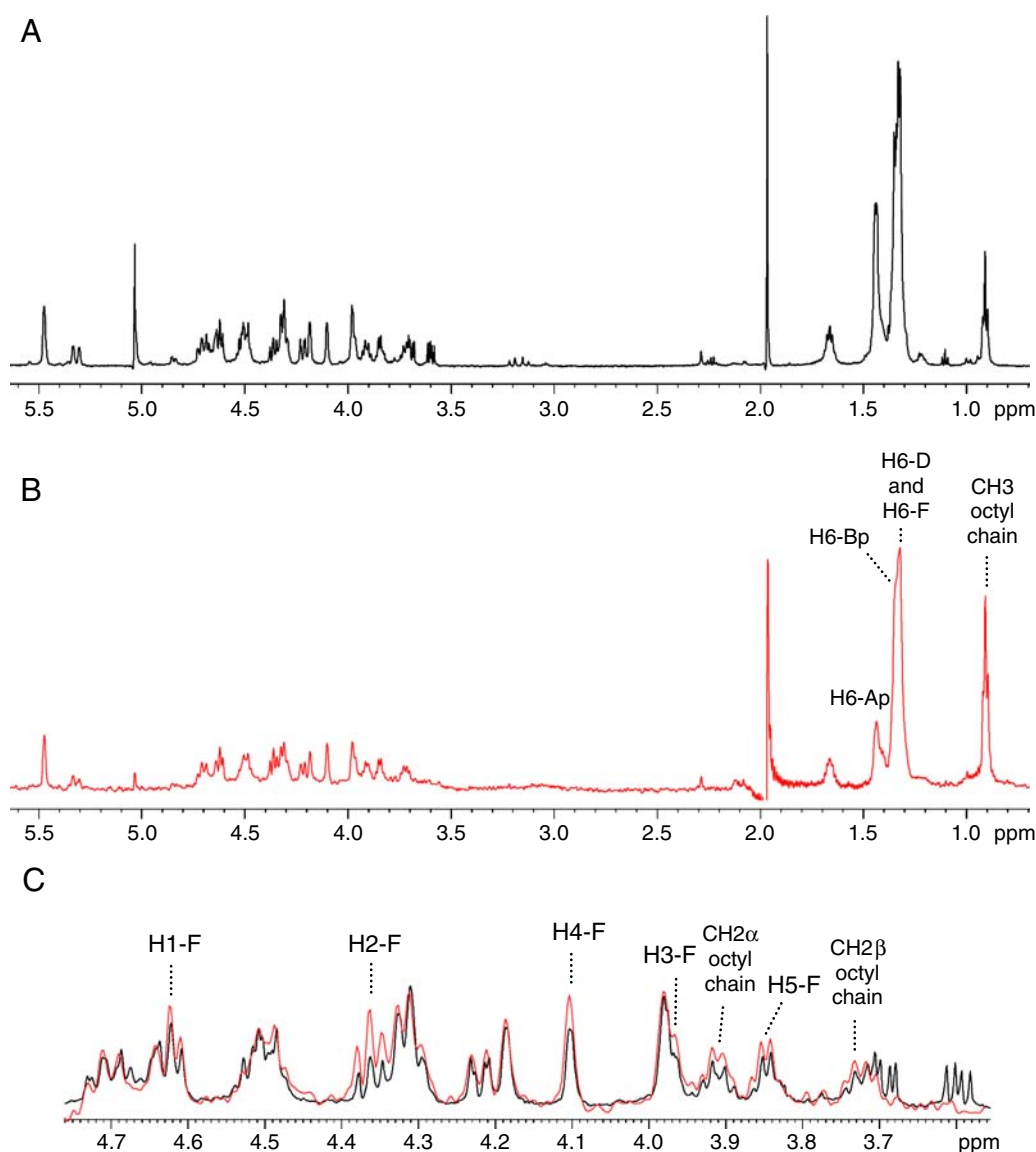 A
5.5 5.0 4.5 4.0 3.5 3.0 2.5 2.0 1.5 1.0 ppm
B
H6-D
and
H6-F
CH3
octyl
chain
H6-Bp
H6-Ap
5.5 5.0 4.5 4.0 3.5 3.0 2.5 2.0 1.5 1.0 ppm
C
H1-F
H2-F
H4-F
H3-F
CH2α
octyl
chain
H5-F
CH2β
octyl
chain
4.7 4.6 4.5 4.4 4.3 4.2 4.1 4.0 3.9 3.8 3.7 ppm